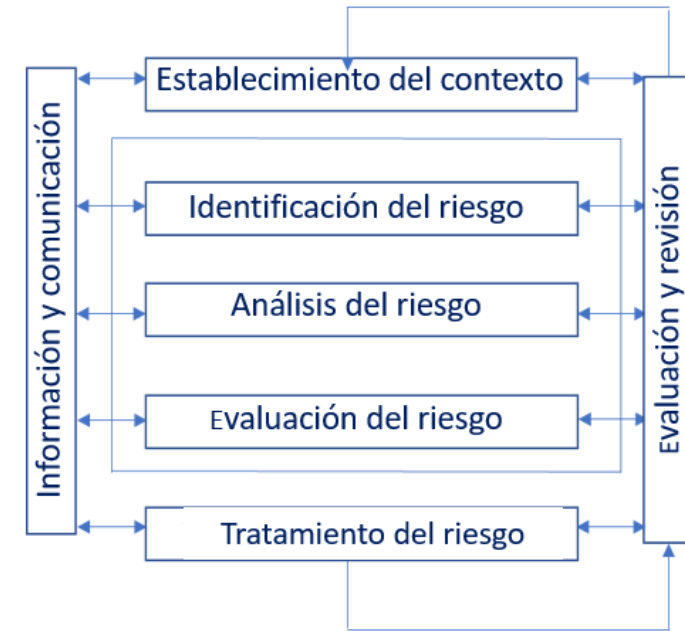 Establecimiento del contexto
Información y comunicación
Identificación del riesgo
Análisis del riesgo
Evaluación del riesgo
Tratamiento del riesgo
Evaluación y revisión